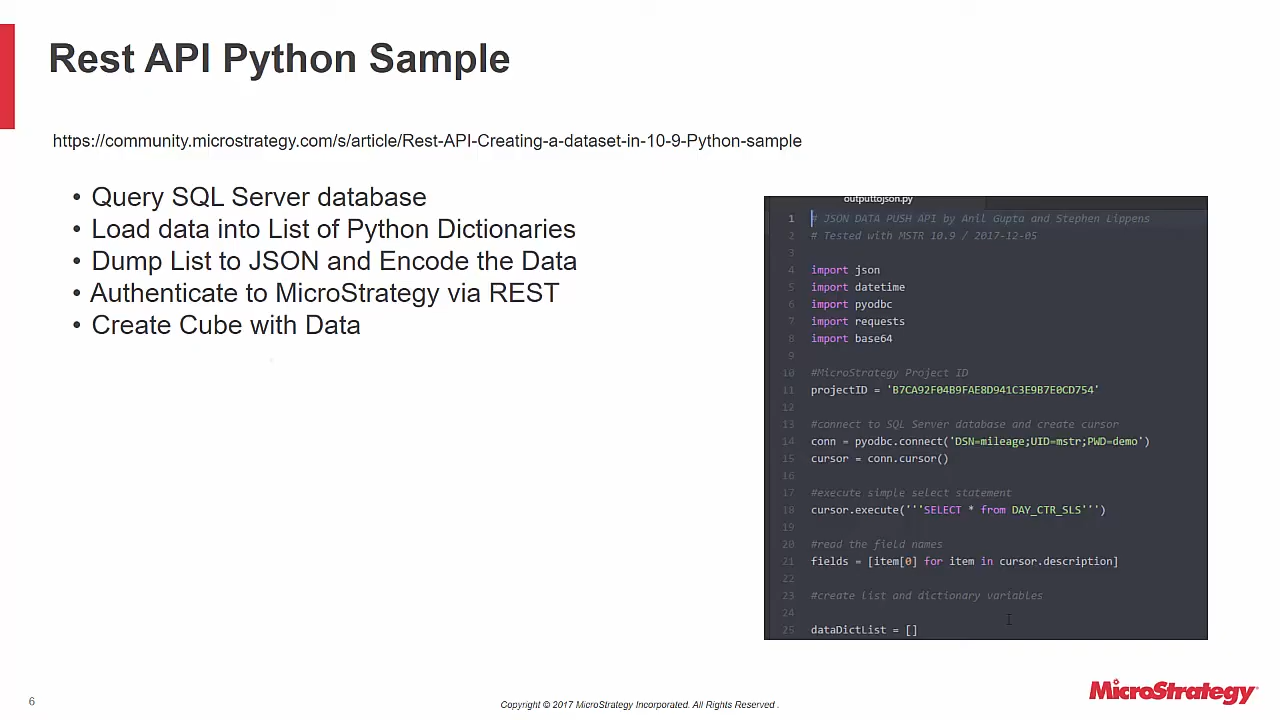 Rest API Python Sample
https://community.microstrategy.com/s/article/Rest-API-Creating-a-dataset-in-10-9-Python-sample
• Query SQL Server database
• Load data into List of Python Dictionaries
• Dump List to JSON and Encode the Data
• Authenticate to MicroStrategy via REST
• Create Cube with Data
outputtojson.py
1 # JSON DATA PUSH API by Anil Gupta and Stephen Lippens
2 # Tested with MSTR 10.9 / 2017-12-05
3
4 import json
5 import datetime
6 import pyodbc
7 import requests
8 import base64
9
10 #MicroStrategy Project ID
11 projectID = 'B7CA92F04B9FAE8D941C3E9B7E0CD754'
12
13 #connect to SQL Server database and create cursor
14 conn = pyodbc.connect('DSN=mileage;UID=mstr;PWD=demo')
15 cursor = conn.cursor()
16
17 #execute simple select statement
18 cursor.execute('''SELECT * from DAY_CTR_SLS''')
19
20 #read the field names
21 fields = [item[0] for item in cursor.description]
22
23 #create list and dictionary variables
24
25 dataDictList = []
6
Copyright © 2017 MicroStrategy Incorporated. All Rights Reserved .
MicroStrategy